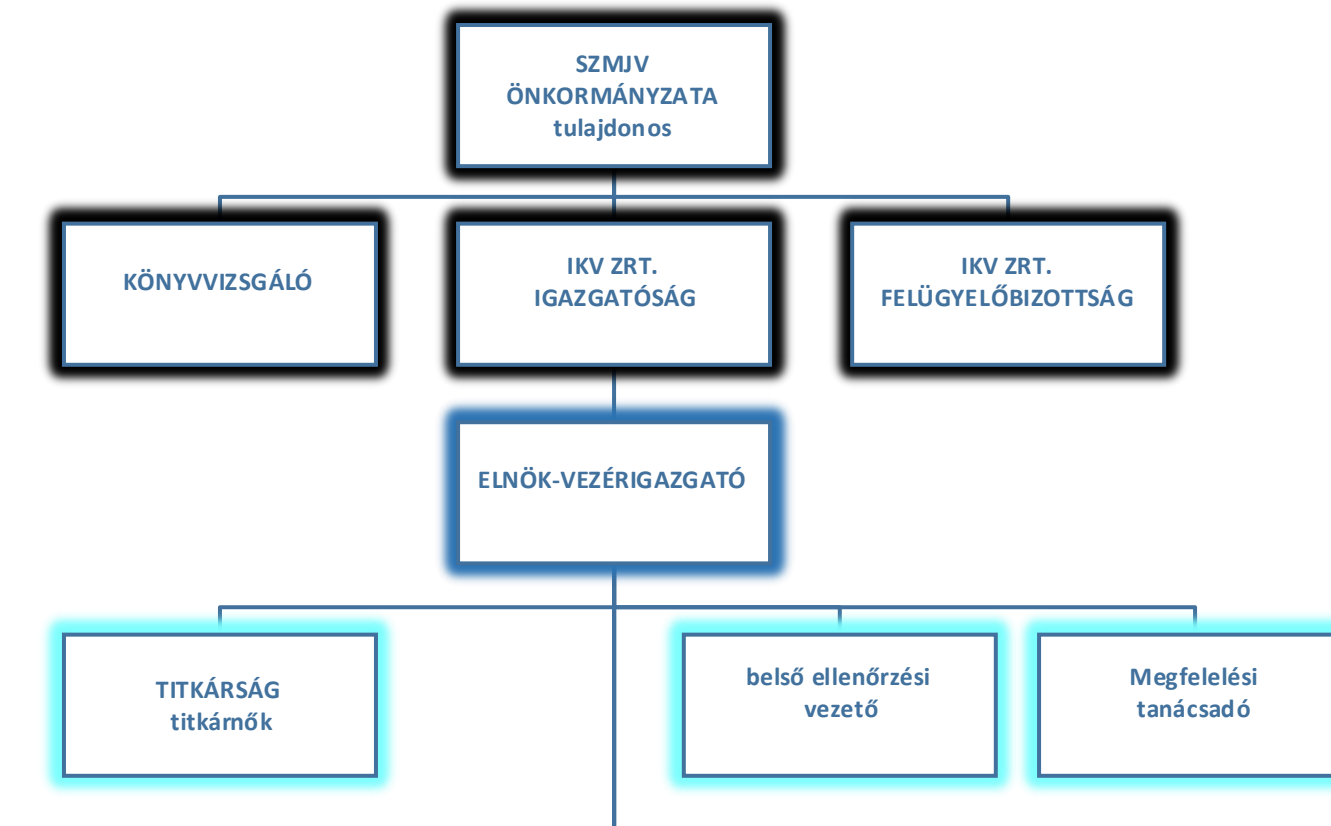 SZMJV
ÖNKORMÁNYZATA
tulajdonos
KÖNYVVIZSGÁLÓ
IKV ZRT.
IGAZGATÓSÁG
IKV ZRT.
FELÜGYELŐBIZOTTSÁG
ELNÖK-VEZÉRIGAZGATÓ
TITKÁRSÁG
titkárnők
belső ellenőrzési
vezető
Megfelelési
tanácsadó